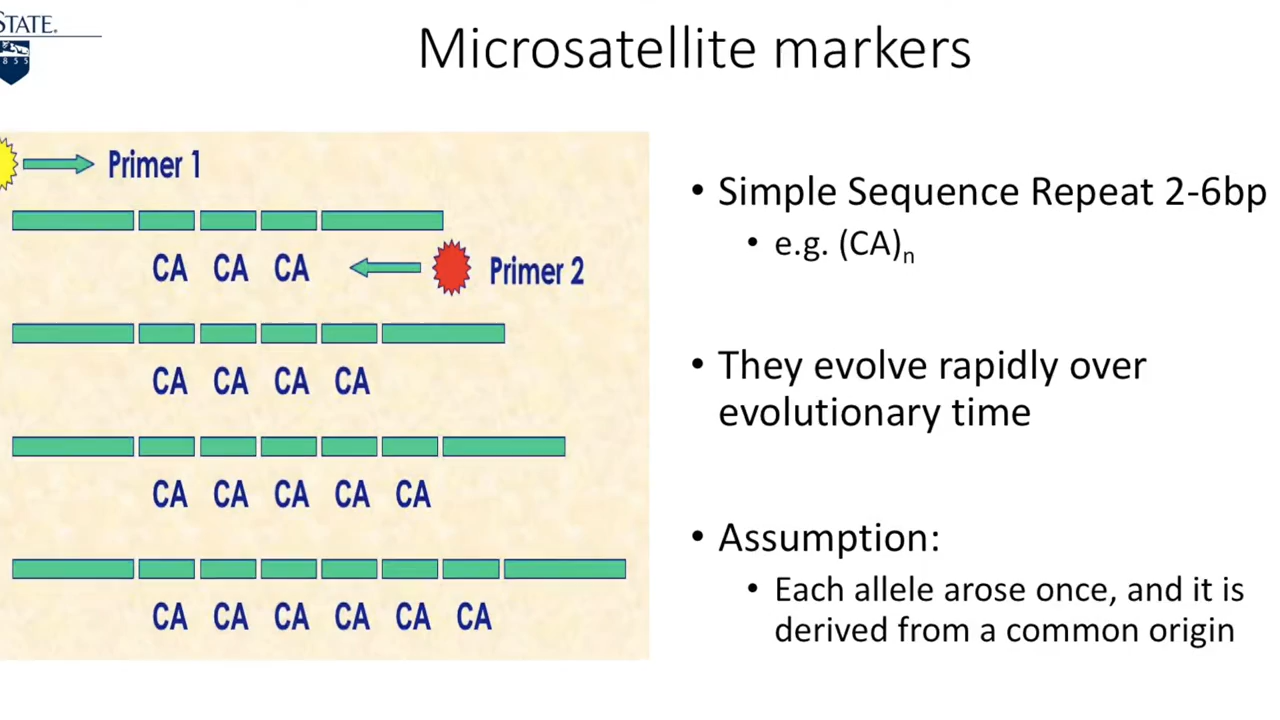 STATE.
1855
Microsatellite markers
Primer 1
CA CA CA
Primer 2
CA CA CA CA
CA CA CA CA CA
CA CA CA CA CA CA
• Simple Sequence Repeat 2-6bp
• e.g. (CA)n
• They evolve rapidly over
evolutionary time
• Assumption:
• Each allele arose once, and it is
derived from a common origin